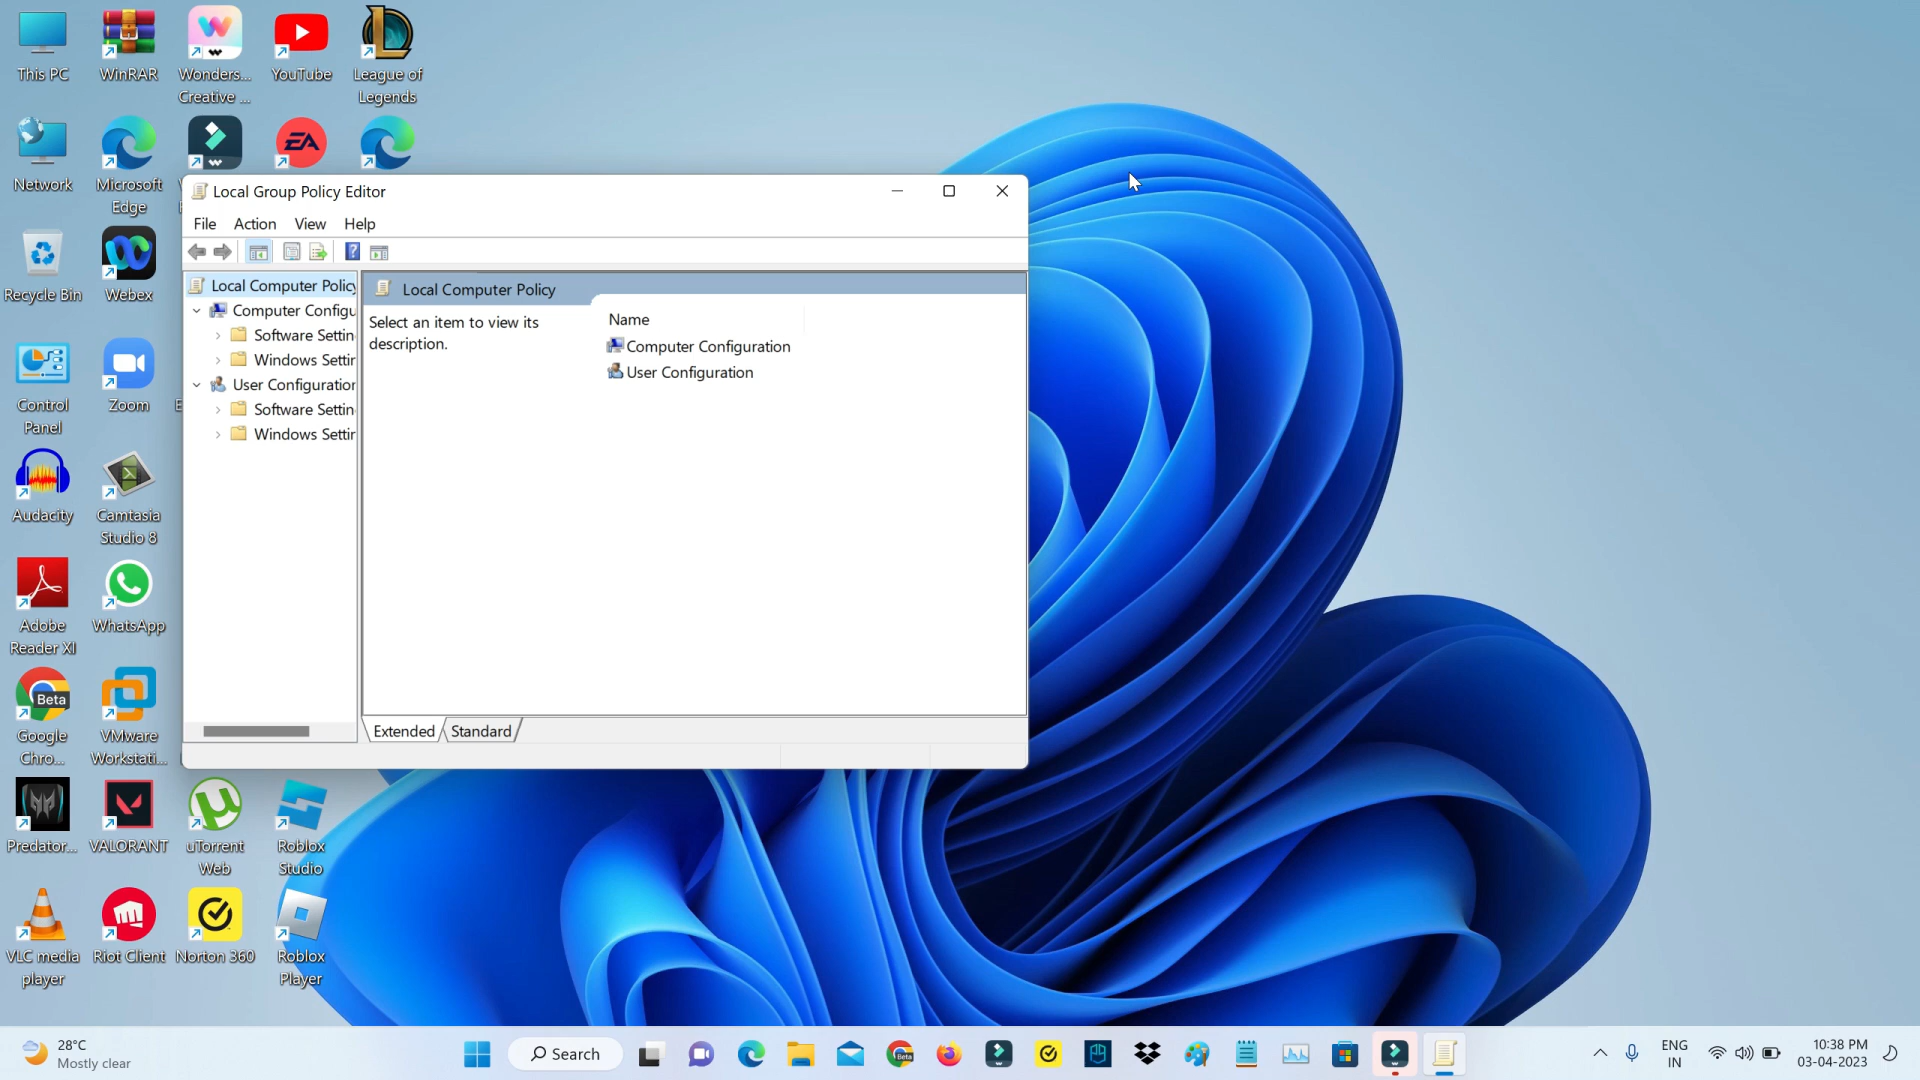 This PC
WinRAR
Wonders...
Creative ...
YouTube
League of
Legends
Network
Microsoft
Edge
EA
Recycle Bin
Webex
Control
Panel
Zoom
E
Audacity
Camtasia
Studio 8
Adobe
Reader XI
WhatsApp
Beta
Google
Chro...
VMware
Workstati...
Predator...
VALORANT
uTorrent
Web
Roblox
Studio
VLC media
player
Riot Client
Norton 360
Roblox
Player
Local Group Policy Editor
File
Action
View
Help
Local Computer Policy
Computer Configu
Software Settin
Windows Settin
User Configuration
Software Settin
Windows Settin
Local Computer Policy
Select an item to view its
description.
Name
Computer Configuration
User Configuration
Extended
Standard
28°C
Mostly clear
Search
Beta
ENG
IN
10:38 PM
03-04-2023